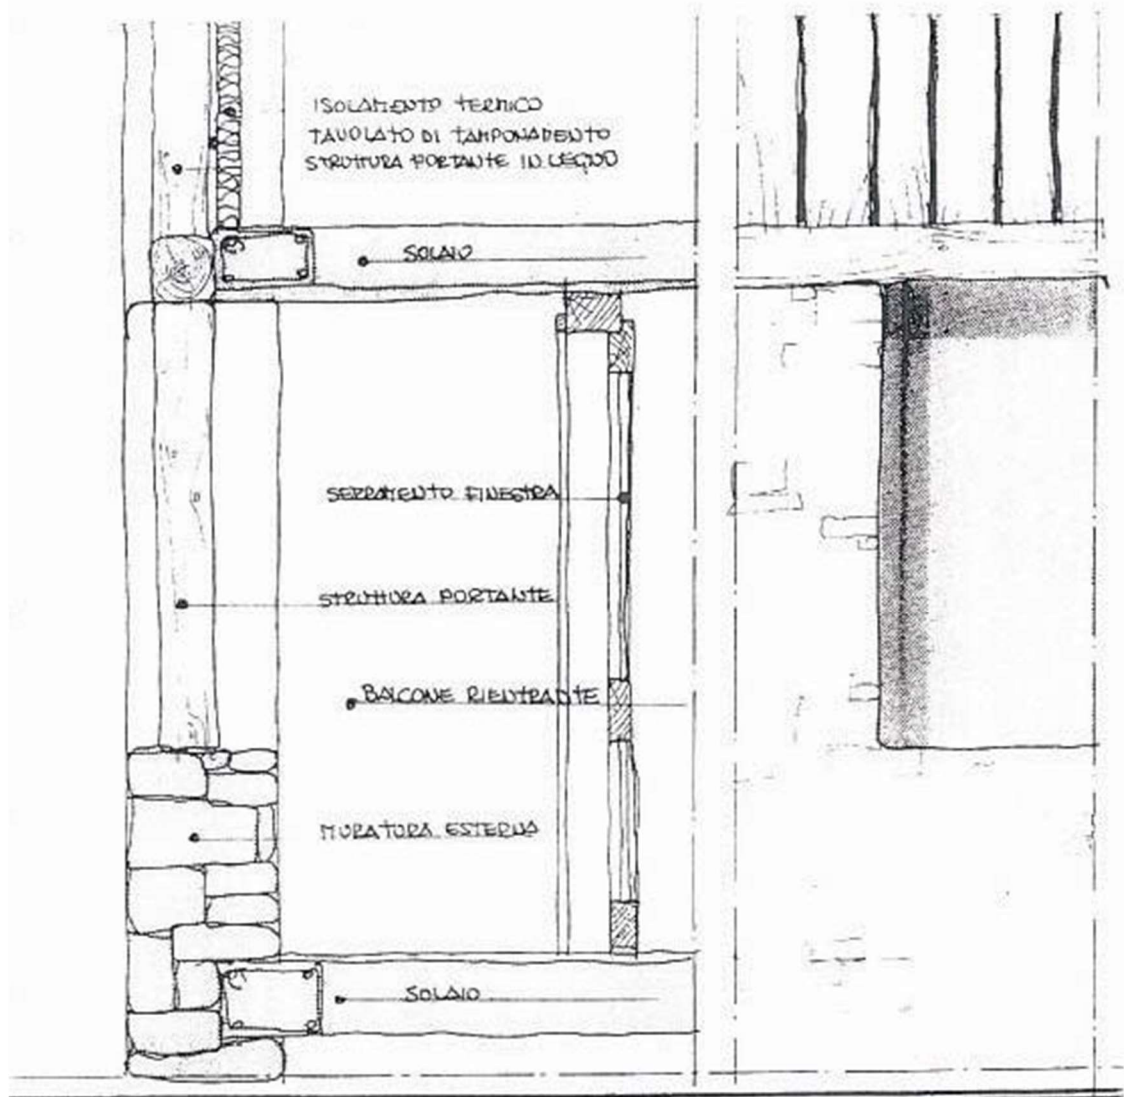 ISOLAMENTO TERMICO
TAVOLATO DI TAMPONAMENTO
STRUTTURA PORTANTE IN LEGNO
SOLAIO
SERRAMENTO FINESTRA
STRUTTURA PORTANTE
BALCONE RIENTRANTE
MURATURA ESTERNA
SOLAIO